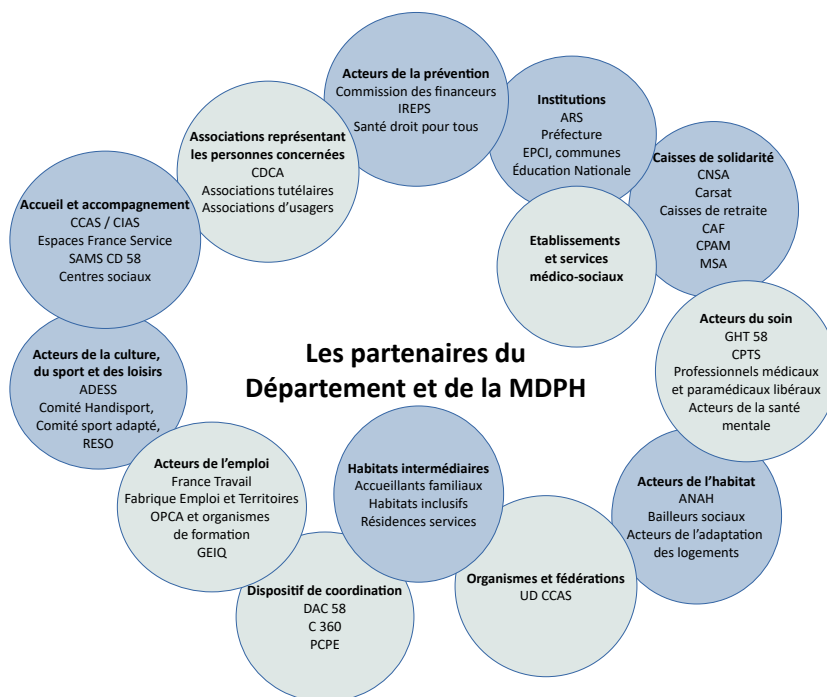 Acteurs de la prévention
Commission des financeurs
IREPS
Santé droit pour tous
Institutions
ARS
Préfecture
EPCI, communes
Éducation Nationale
Associations représentant
les personnes concernées
CDCA
Associations tutélaires
Associations d’usagers
Caisses de solidarité
CNSA
Carsat
Caisses de retraite
CAF
CPAM
MSA
Accueil et accompagnement
CCAS / CIAS
Espaces France Service
SAMS CD 58
Centres sociaux
Etablissements
et services
médico-sociaux
Acteurs du soin
GHT 58
CPTS
Professionnels médicaux
et paramédicaux libéraux
Acteurs de la santé
mentale
Les partenaires du
Département et de la MDPH
Acteurs de la culture,
du sport et des loisirs
ADESS
Comité Handisport,
Comité sport adapté,
RESO
Acteurs de l’emploi
France Travail
Fabrique Emploi et Territoires
OPCA et organismes
de formation
GEIQ
Habitats intermédiaires
Accueillants familiaux
Habitats inclusifs
Résidences services
Acteurs de l’habitat
ANAH
Bailleurs sociaux
Acteurs de l’adaptation
des logements
Dispositif de coordination
DAC 58
C 360
PCPE
Organismes et fédérations
UD CCAS